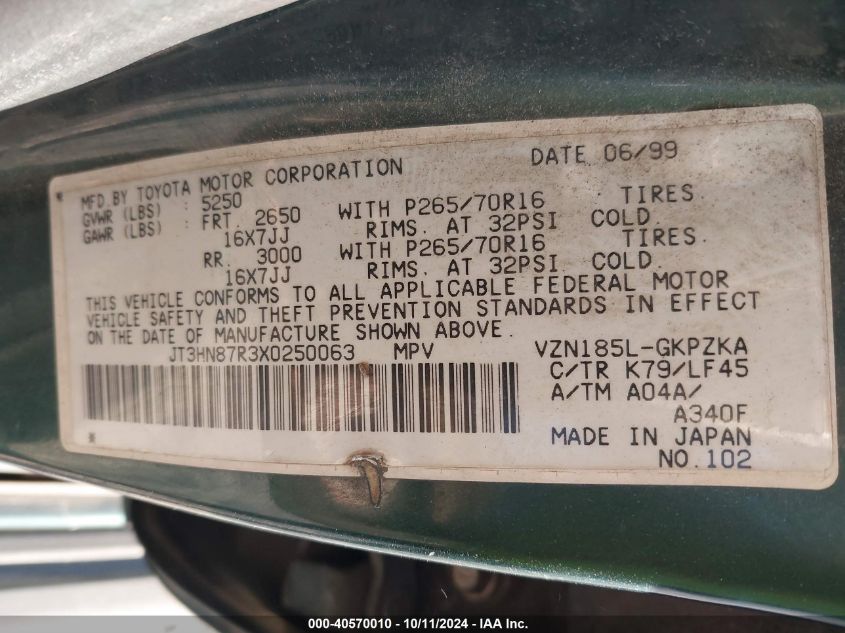 MFD. BY TOYOTA MOTOR CORPORATION DATE 06/99
GVWR (LBS) : 5250
GAWR (LBS) : FRT. 2650 WITH P265/70R16 TIRES.
16X7JJ RIMS. AT 32PSI COLD.
RR. 3000 WITH P265/70R16 TIRES.
16X7JJ RIMS. AT 32PSI COLD.
THIS VEHICLE CONFORMS TO ALL APPLICABLE FEDERAL MOTOR
VEHICLE SAFETY AND THEFT PREVENTION STANDARDS IN EFFECT
ON THE DATE OF MANUFACTURE SHOWN ABOVE.
JT3HN87R3X0250063 MPV VZN185L-GKPZKA
C/TR K79/LF45
A/TM A04A/
A340F
MADE IN JAPAN
NO.102
000-40570010 - 10/11/2024 - IAA Inc.